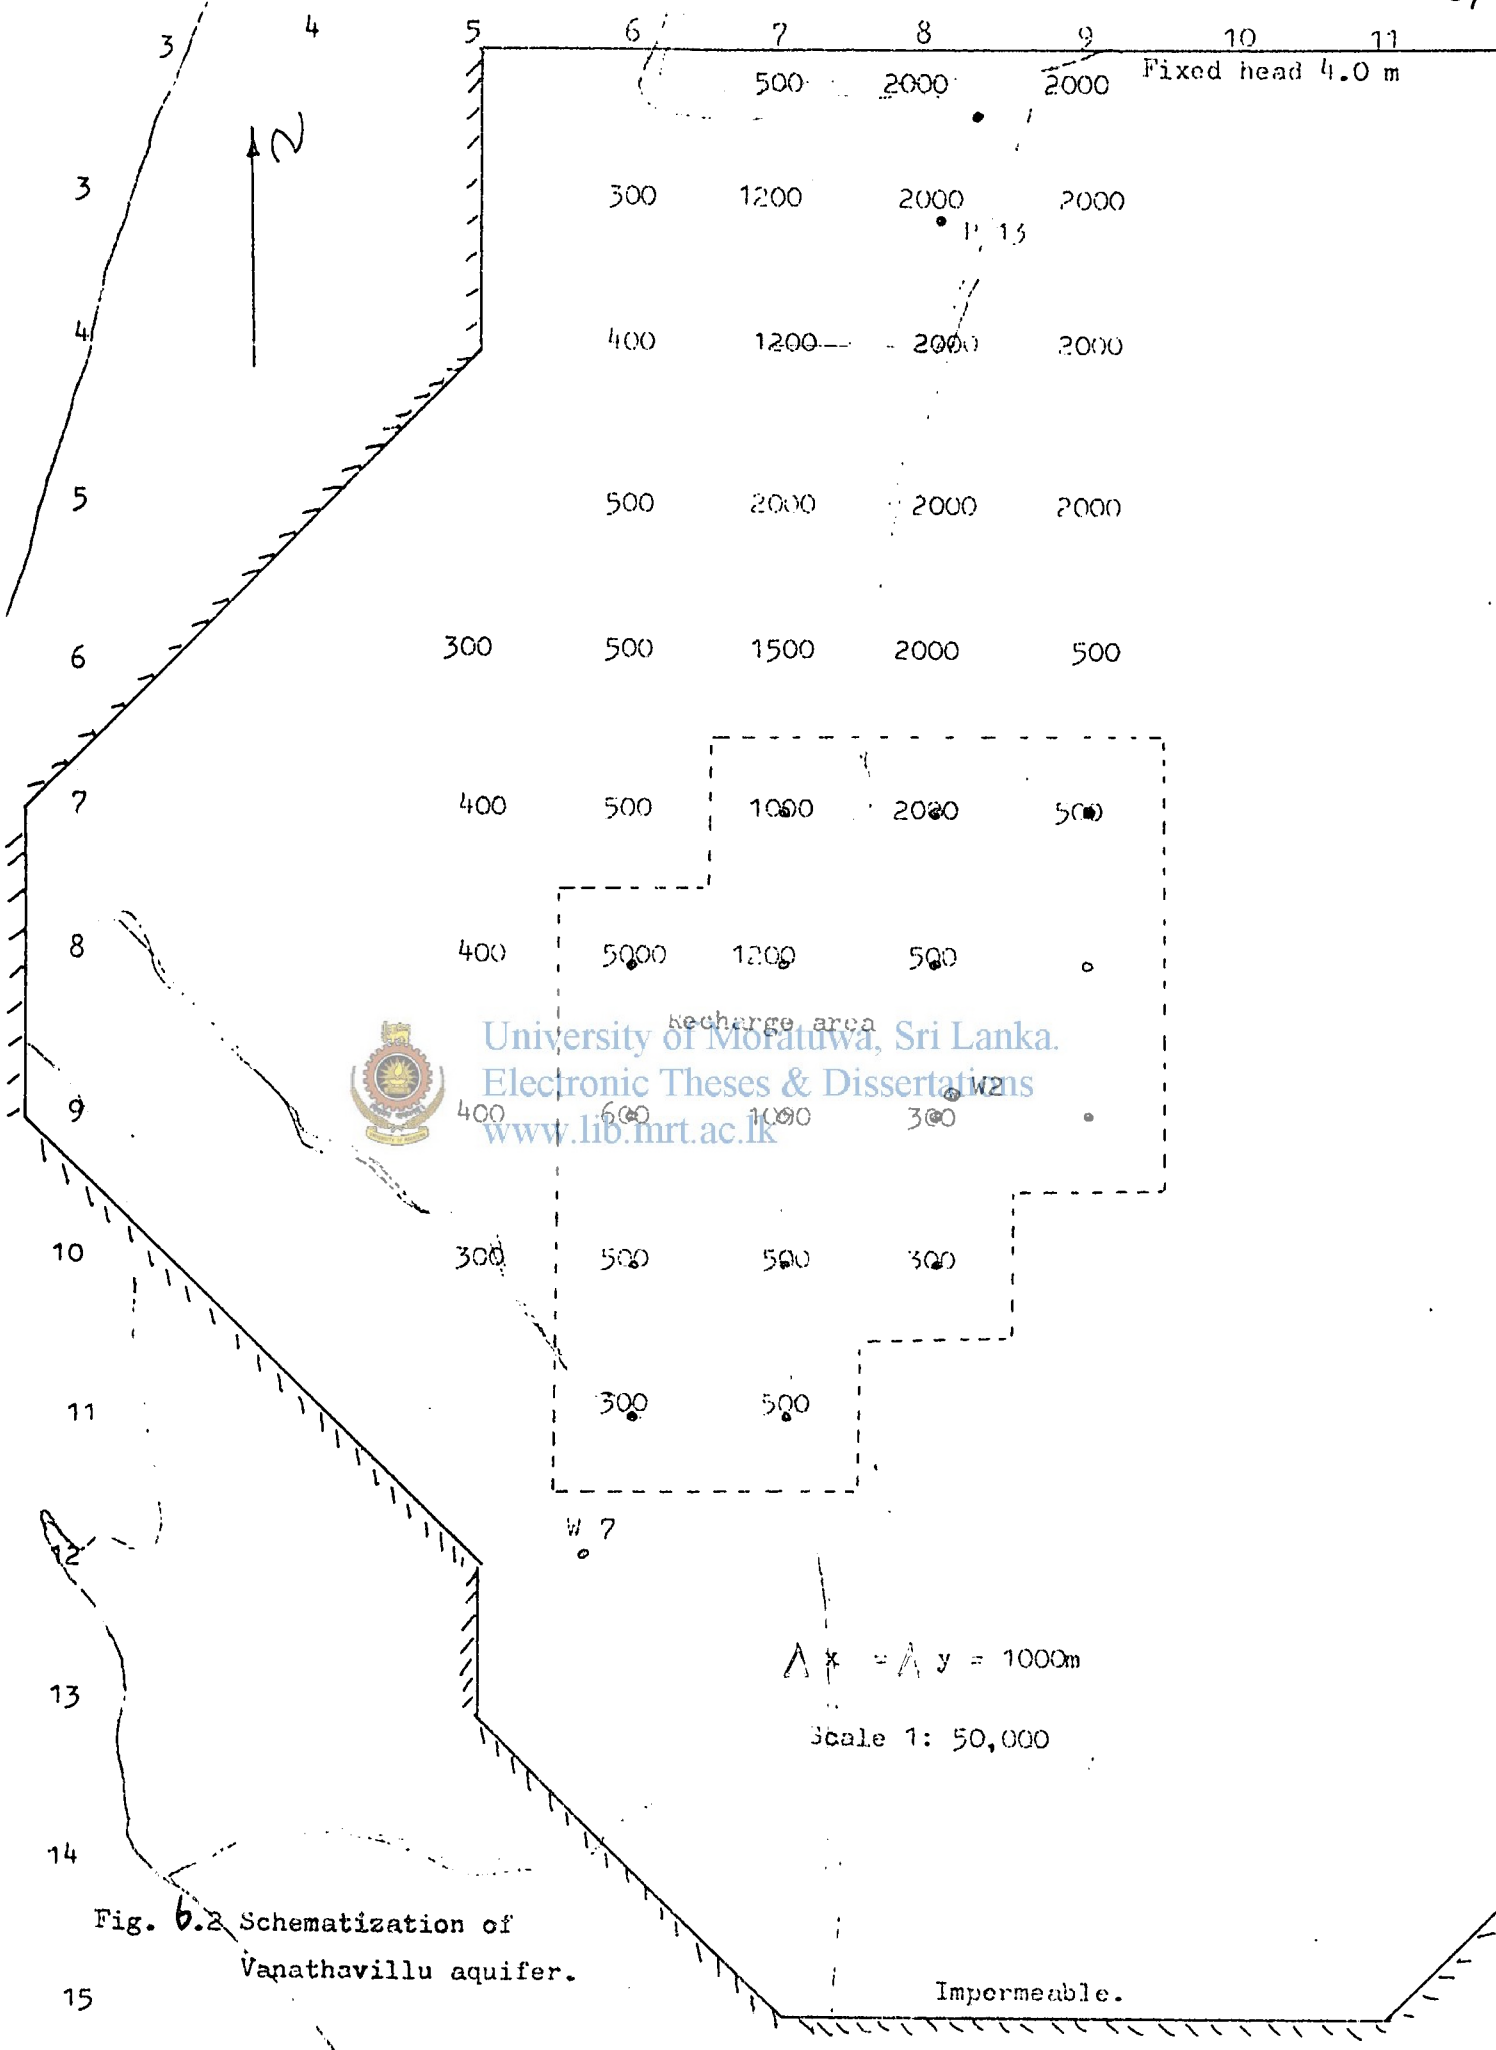 3 4 5 6 7 8 9 10 11
Fixed head 4.0 m
500 2000 2000
N
3 300 1200 2000 2000
13
4 400 1200 2000 2000
5 500 2000 2000 2000
6 300 500 1500 2000 500
7 400 500 1000 2000 500
8 400 5000 1200 500
Recharge area
University of Moratuwa, Sri Lanka.
Electronic Theses & Dissertations
www.lib.mrt.ac.lk
W2
9 400 600 1000 300
10 300 500 500 300
11 300 500
W 7
12
Δ x = Δ y = 1000m
13
Scale 1: 50,000
14
Fig. 6.2 Schematization of
Vanathavillu aquifer.
15
Impermeable.